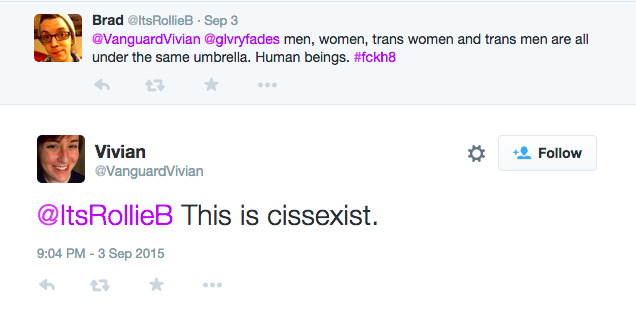 Brad @ItsRollieB · Sep 3
@VanguardVivian @glvryfades men, women, trans women and trans men are all
under the same umbrella. Human beings. #fckh8
Vivian
@VanguardVivian
Follow
@ItsRollieB This is cissexist.
9:04 PM - 3 Sep 2015